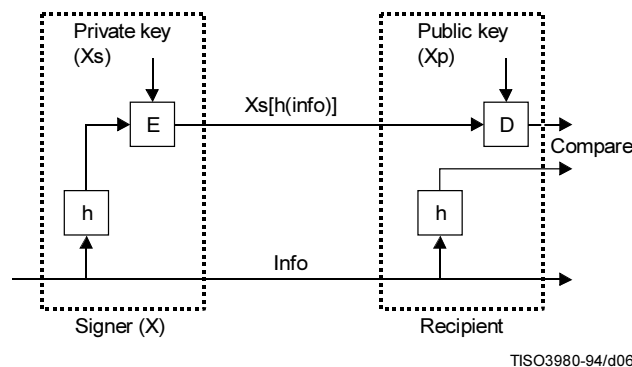 Private key
(Xs)
Public key
(Xp)
E
Xs[h(info)]
D
Compare
h
h
Info
Signer (X)
Recipient
TISO3980-94/d06